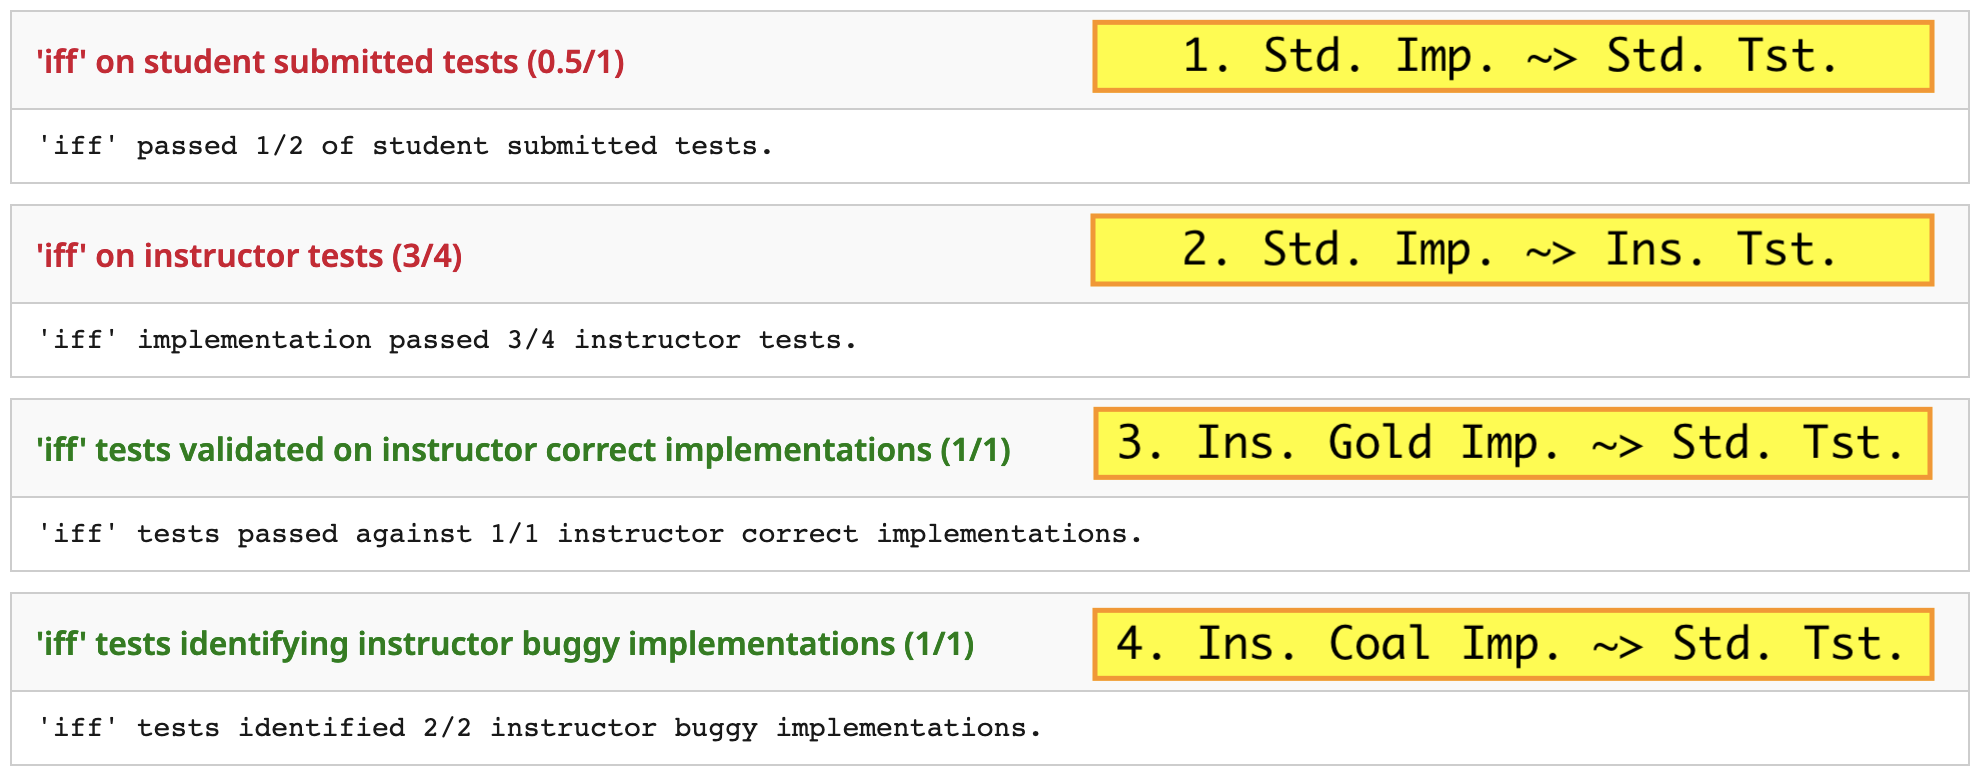 'iff' on student submitted tests (0.5/1)
1. Std. Imp. ~> Std. Tst.
'iff' passed 1/2 of student submitted tests.
'iff' on instructor tests (3/4)
2. Std. Imp. ~> Ins. Tst.
'iff' implementation passed 3/4 instructor tests.
'iff' tests validated on instructor correct implementations (1/1)
3. Ins. Gold Imp. ~> Std. Tst.
'iff' tests passed against 1/1 instructor correct implementations.
'iff' tests identifying instructor buggy implementations (1/1)
4. Ins. Coal Imp. ~> Std. Tst.
'iff' tests identified 2/2 instructor buggy implementations.